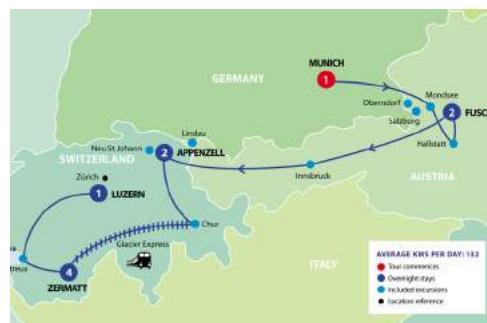 MUNICH
1
GERMANY
Mondsee
Oberndorf
2
FUSC
Salzburg
Lindau
Neu St Johann
2
APPENZELL
Hallstatt
SWITZERLAND
Zürich
AUSTRIA
Innsbruck
1
LUZERN
Chur
Glacier Express
ITALY
treux
4
ZERMATT
AVERAGE KMS PER DAY: 132
Tour commences
Overnight stays
Included excursions
Location reference